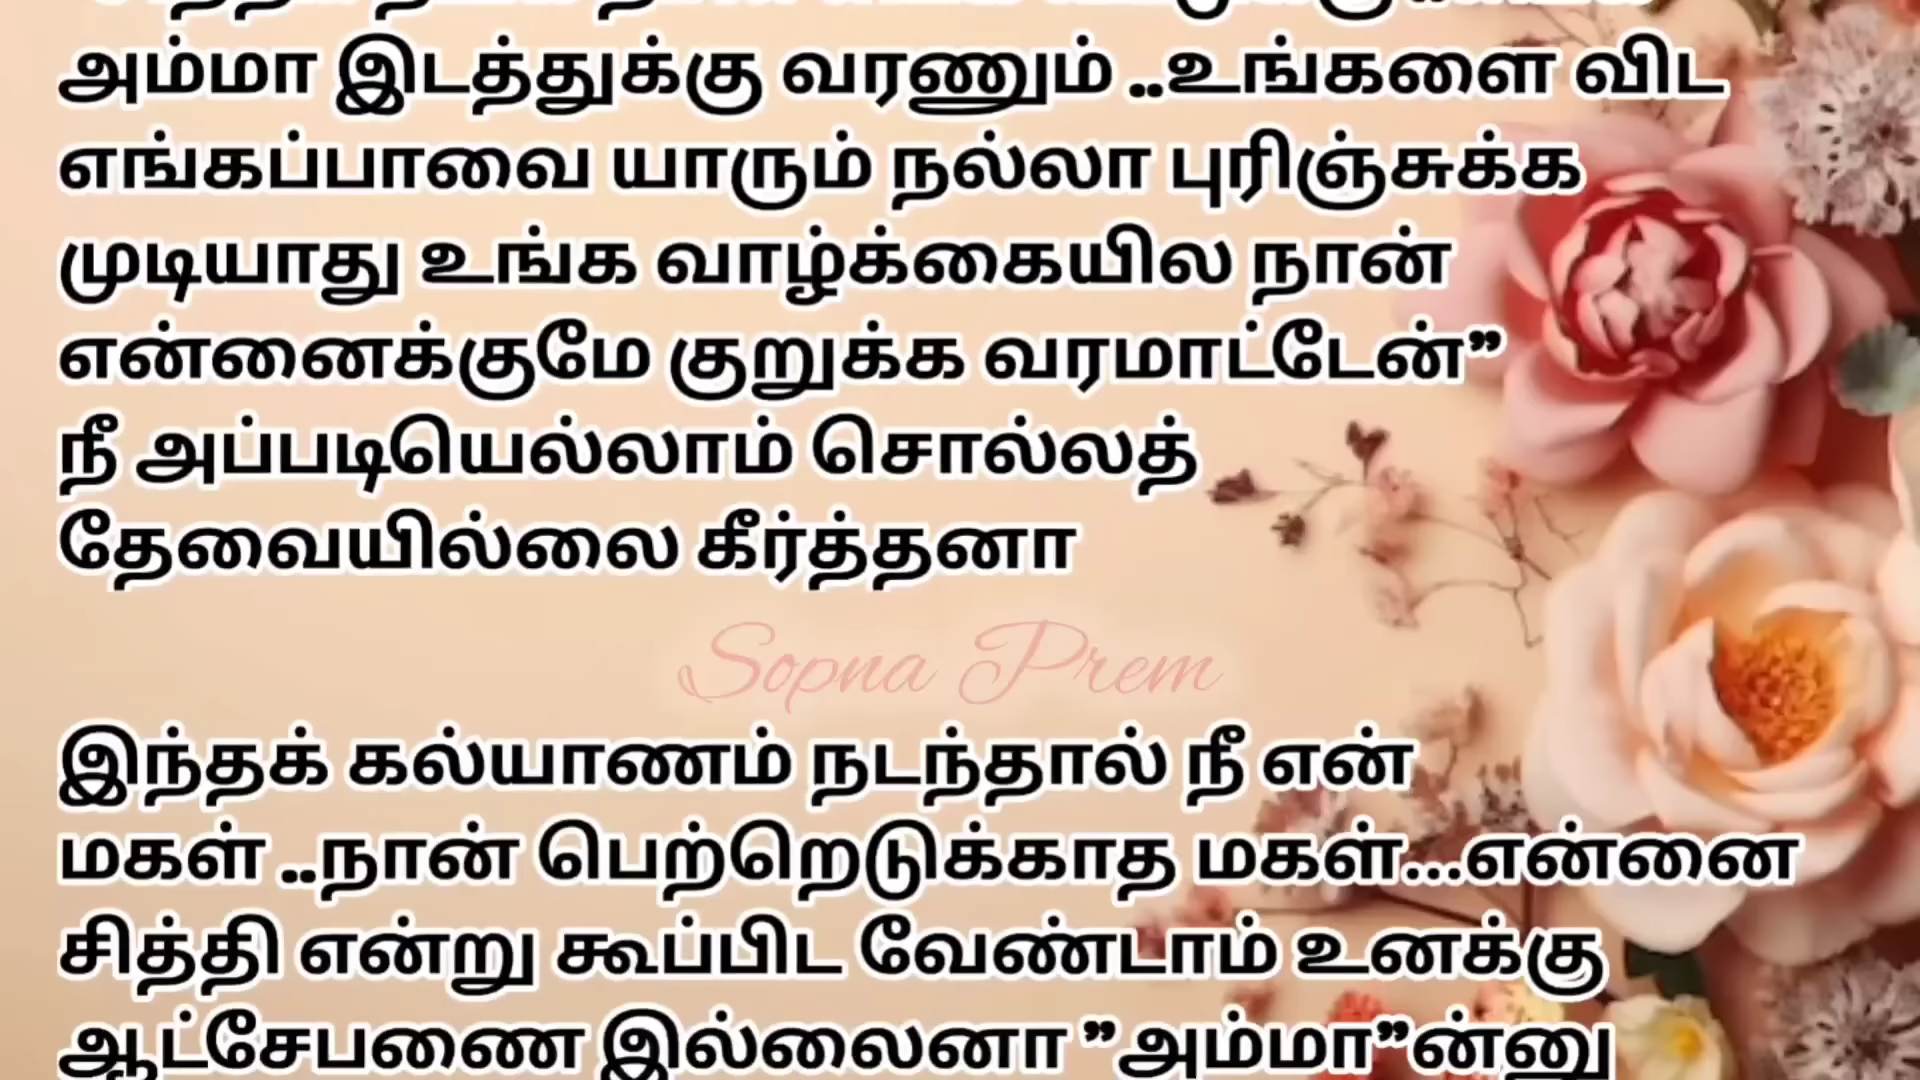 அம்மா இடத்துக்கு வரணும் ..உங்களை விட
எங்கப்பாவை யாரும் நல்லா புரிஞ்சுக்க
முடியாது உங்க வாழ்க்கையில நான்
என்னைக்குமே குறுக்க வரமாட்டேன்”
நீ அப்படியெல்லாம் சொல்லத்
தேவையில்லை கீர்த்தனா
Sopna Prem
இந்தக் கல்யாணம் நடந்தால் நீ என்
மகள் ..நான் பெற்றெடுக்காத மகள்...என்னை
சித்தி என்று கூப்பிட வேண்டாம் உனக்கு
ஆட்சேபணை இல்லைனா ”அம்மா”ன்னு